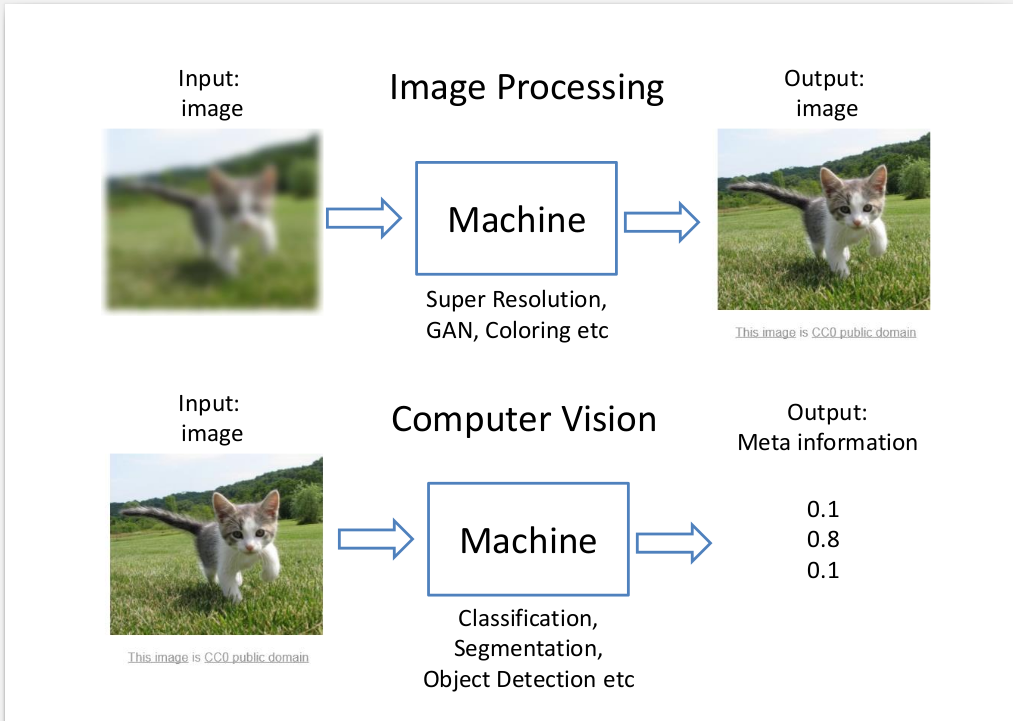 Image Processing
Input:
image
Output:
image
Machine
Super Resolution,
GAN, Coloring etc
This image is CC0 public domain
Computer Vision
Input:
image
Output:
Meta information
Machine
0.1
0.8
0.1
Classification,
Segmentation,
Object Detection etc
This image is CC0 public domain